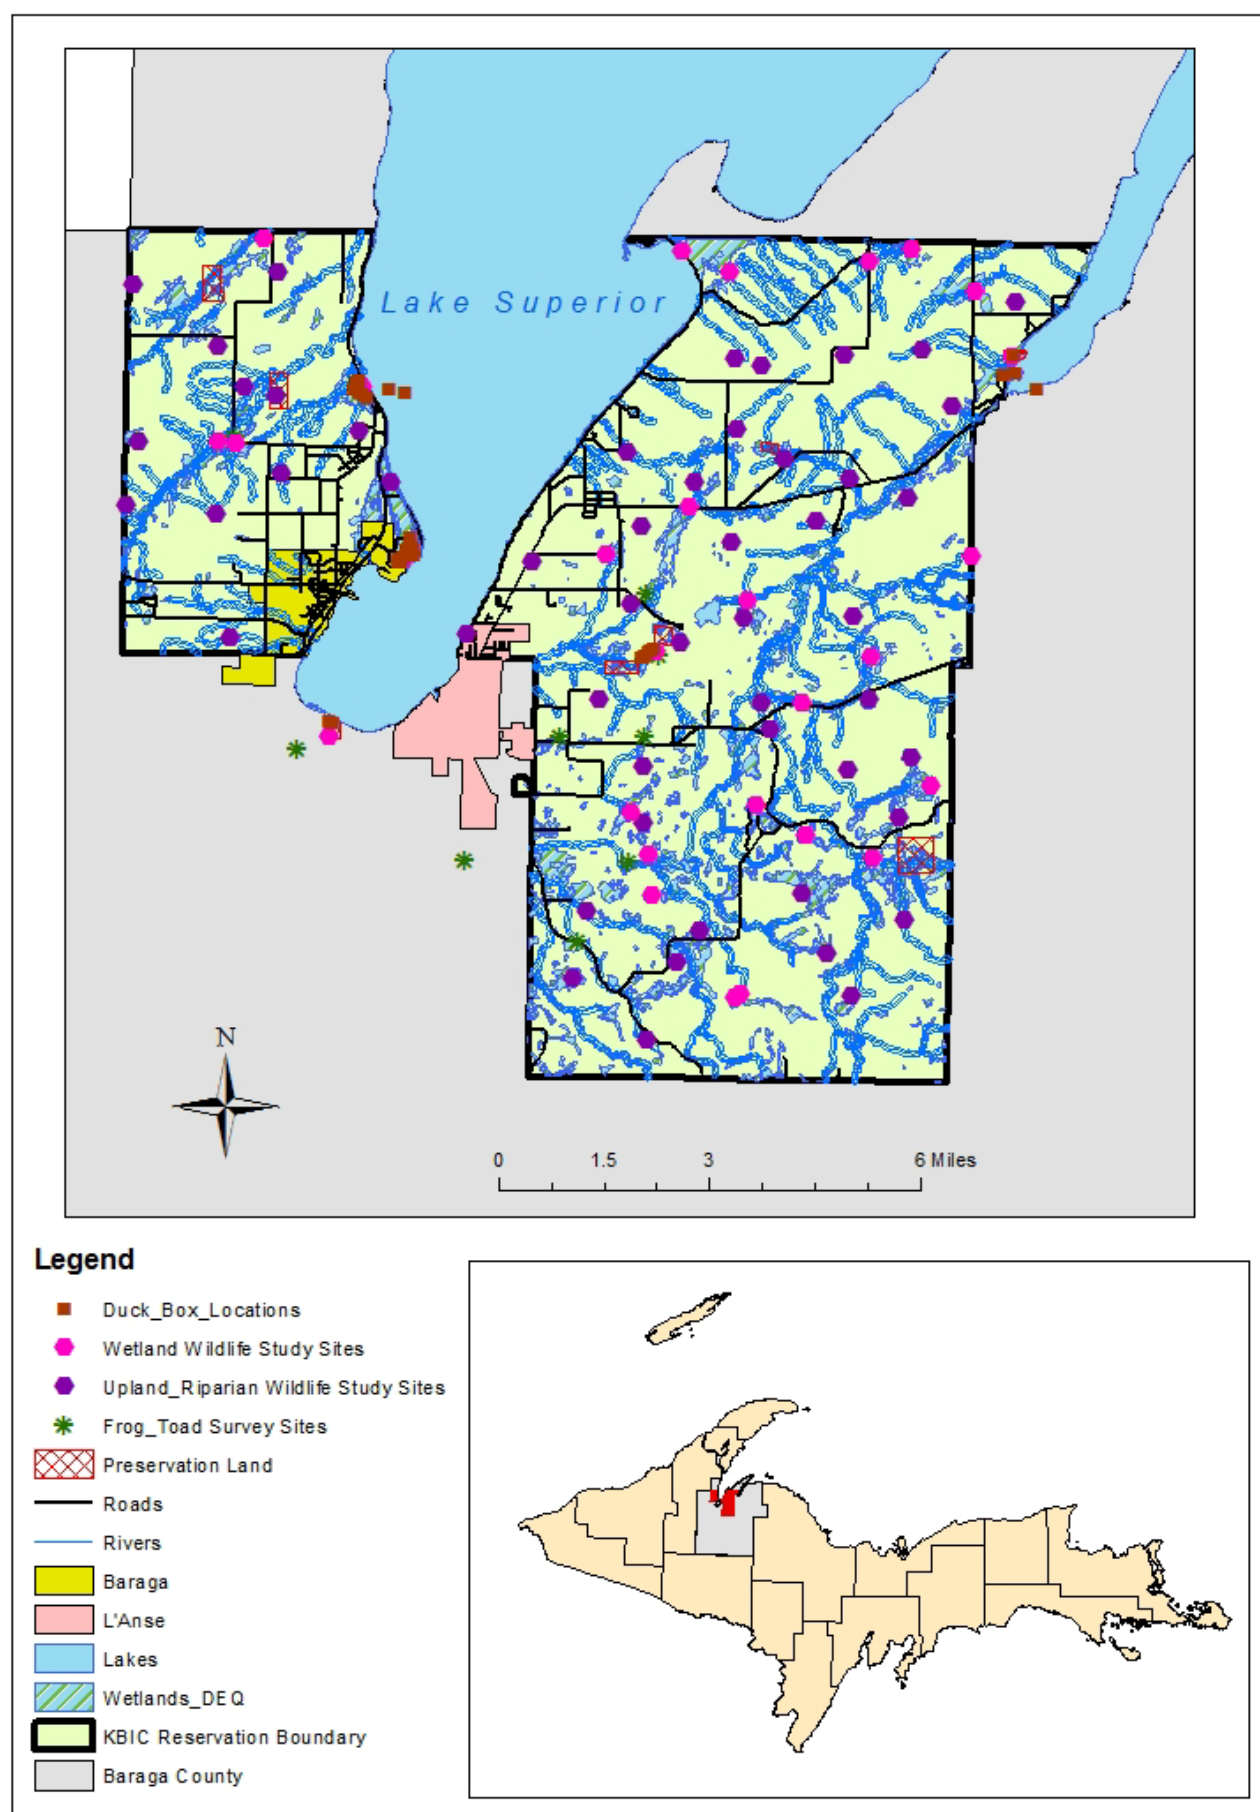 Lake Superior
N
0 1.5 3 6 Miles
Legend
Duck_Box_Locations
Wetland Wildlife Study Sites
Upland_Riparian Wildlife Study Sites
Frog_Toad Survey Sites
Preservation Land
Roads
Rivers
Baraga
L'Anse
Lakes
Wetlands_DEQ
KBIC Reservation Boundary
Baraga County